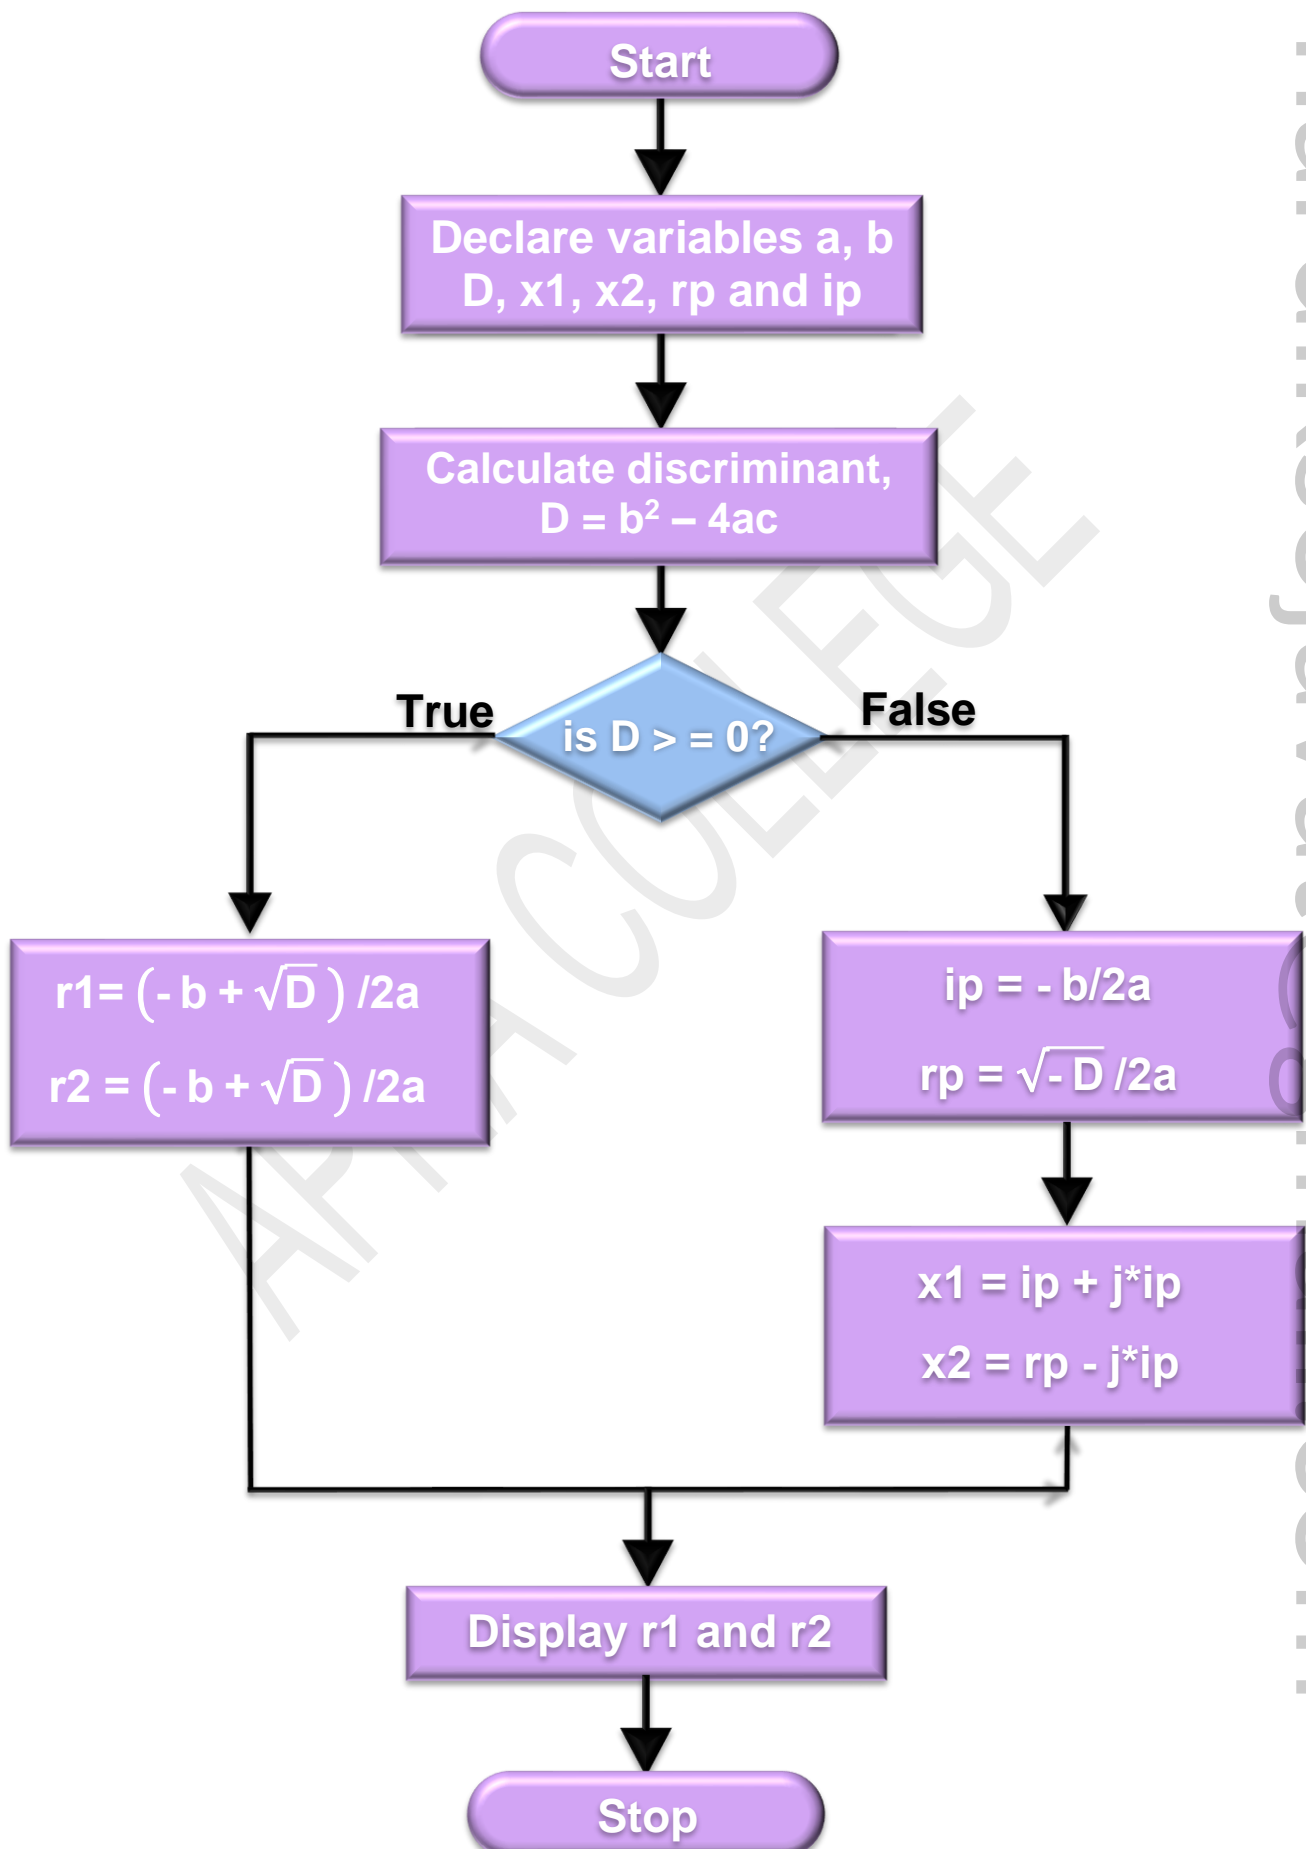 Start
Declare variables a, b
D, x1, x2, rp and ip
Calculate discriminant,
D = b² – 4ac
True
is D > = 0?
False
r1= (- b + √D ) /2a
r2 = (- b + √D ) /2a
ip = - b/2a
rp = √- D /2a
x1 = ip + j*ip
x2 = rp - j*ip
Display r1 and r2
Stop
COLLEGE